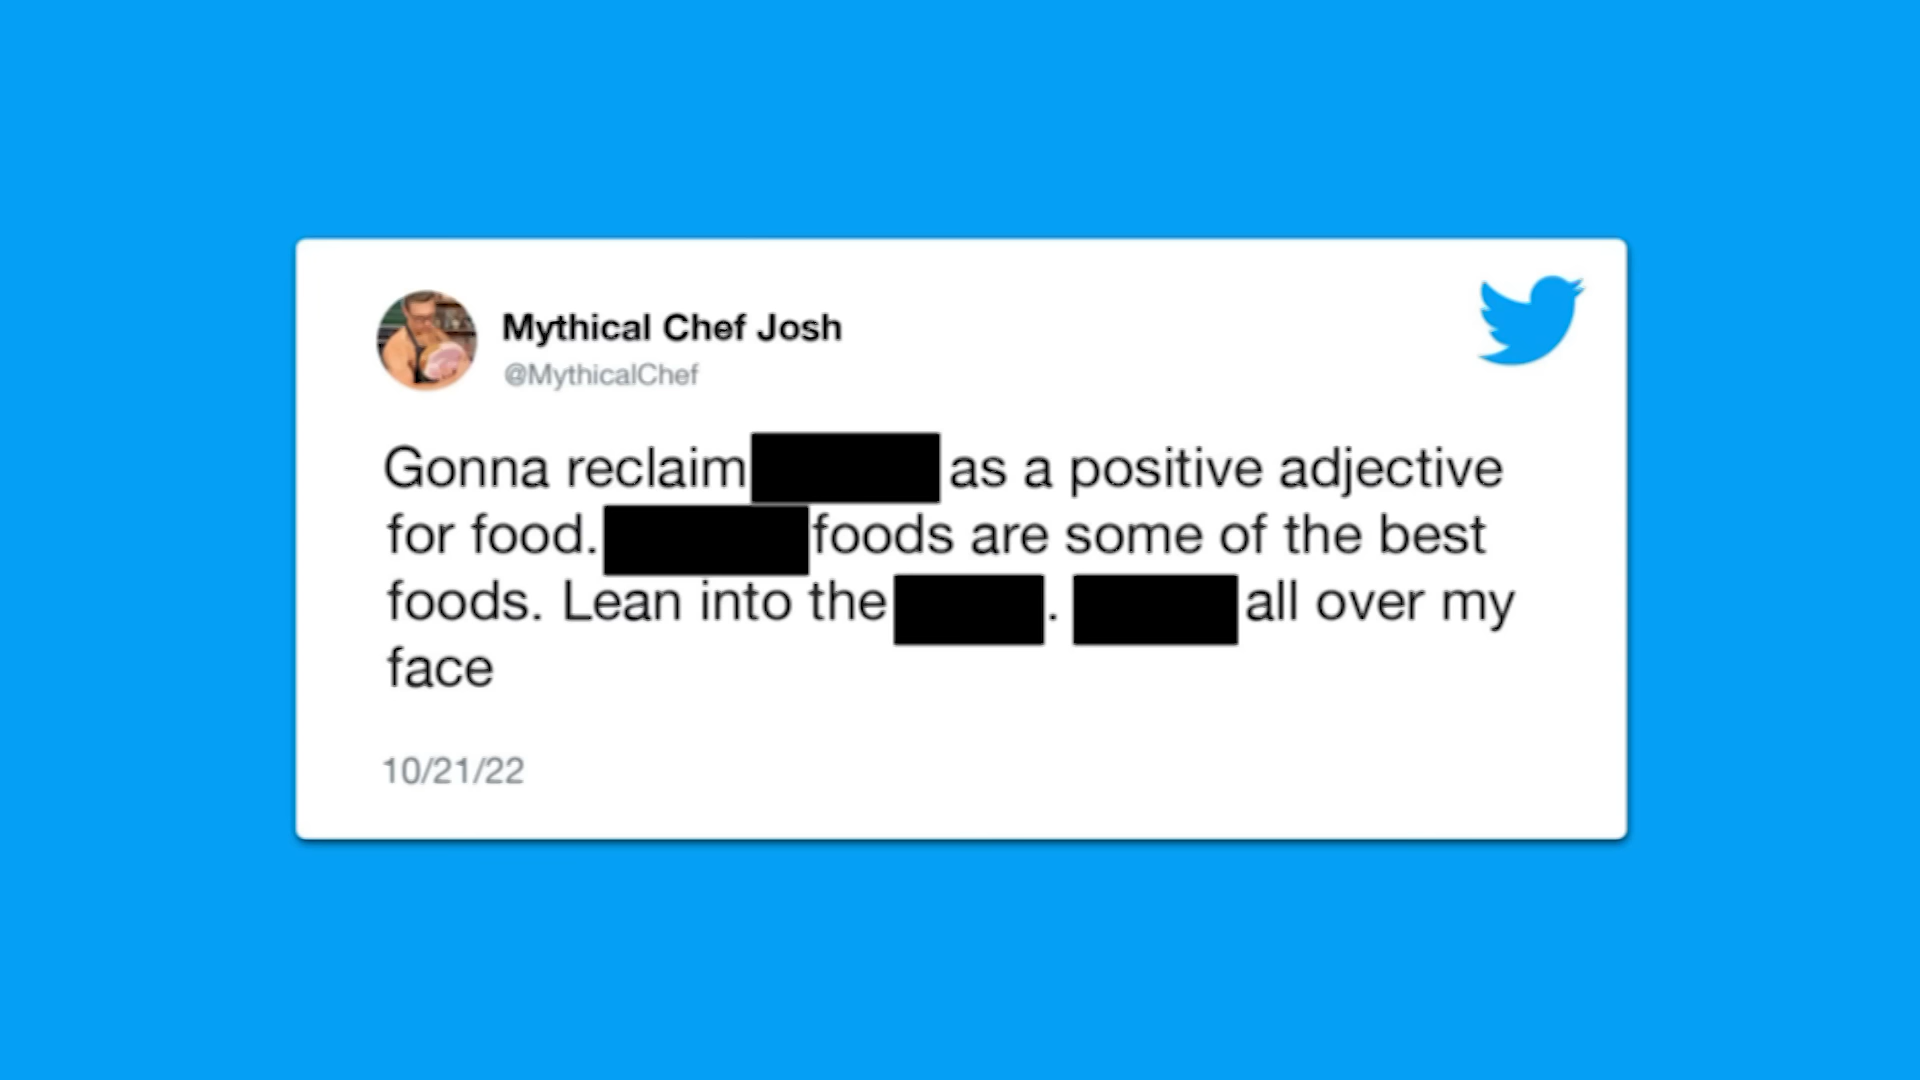 Mythical Chef Josh
@MythicalChef
Gonna reclaim as a positive adjective
for food. foods are some of the best
foods. Lean into the . all over my
face
10/21/22